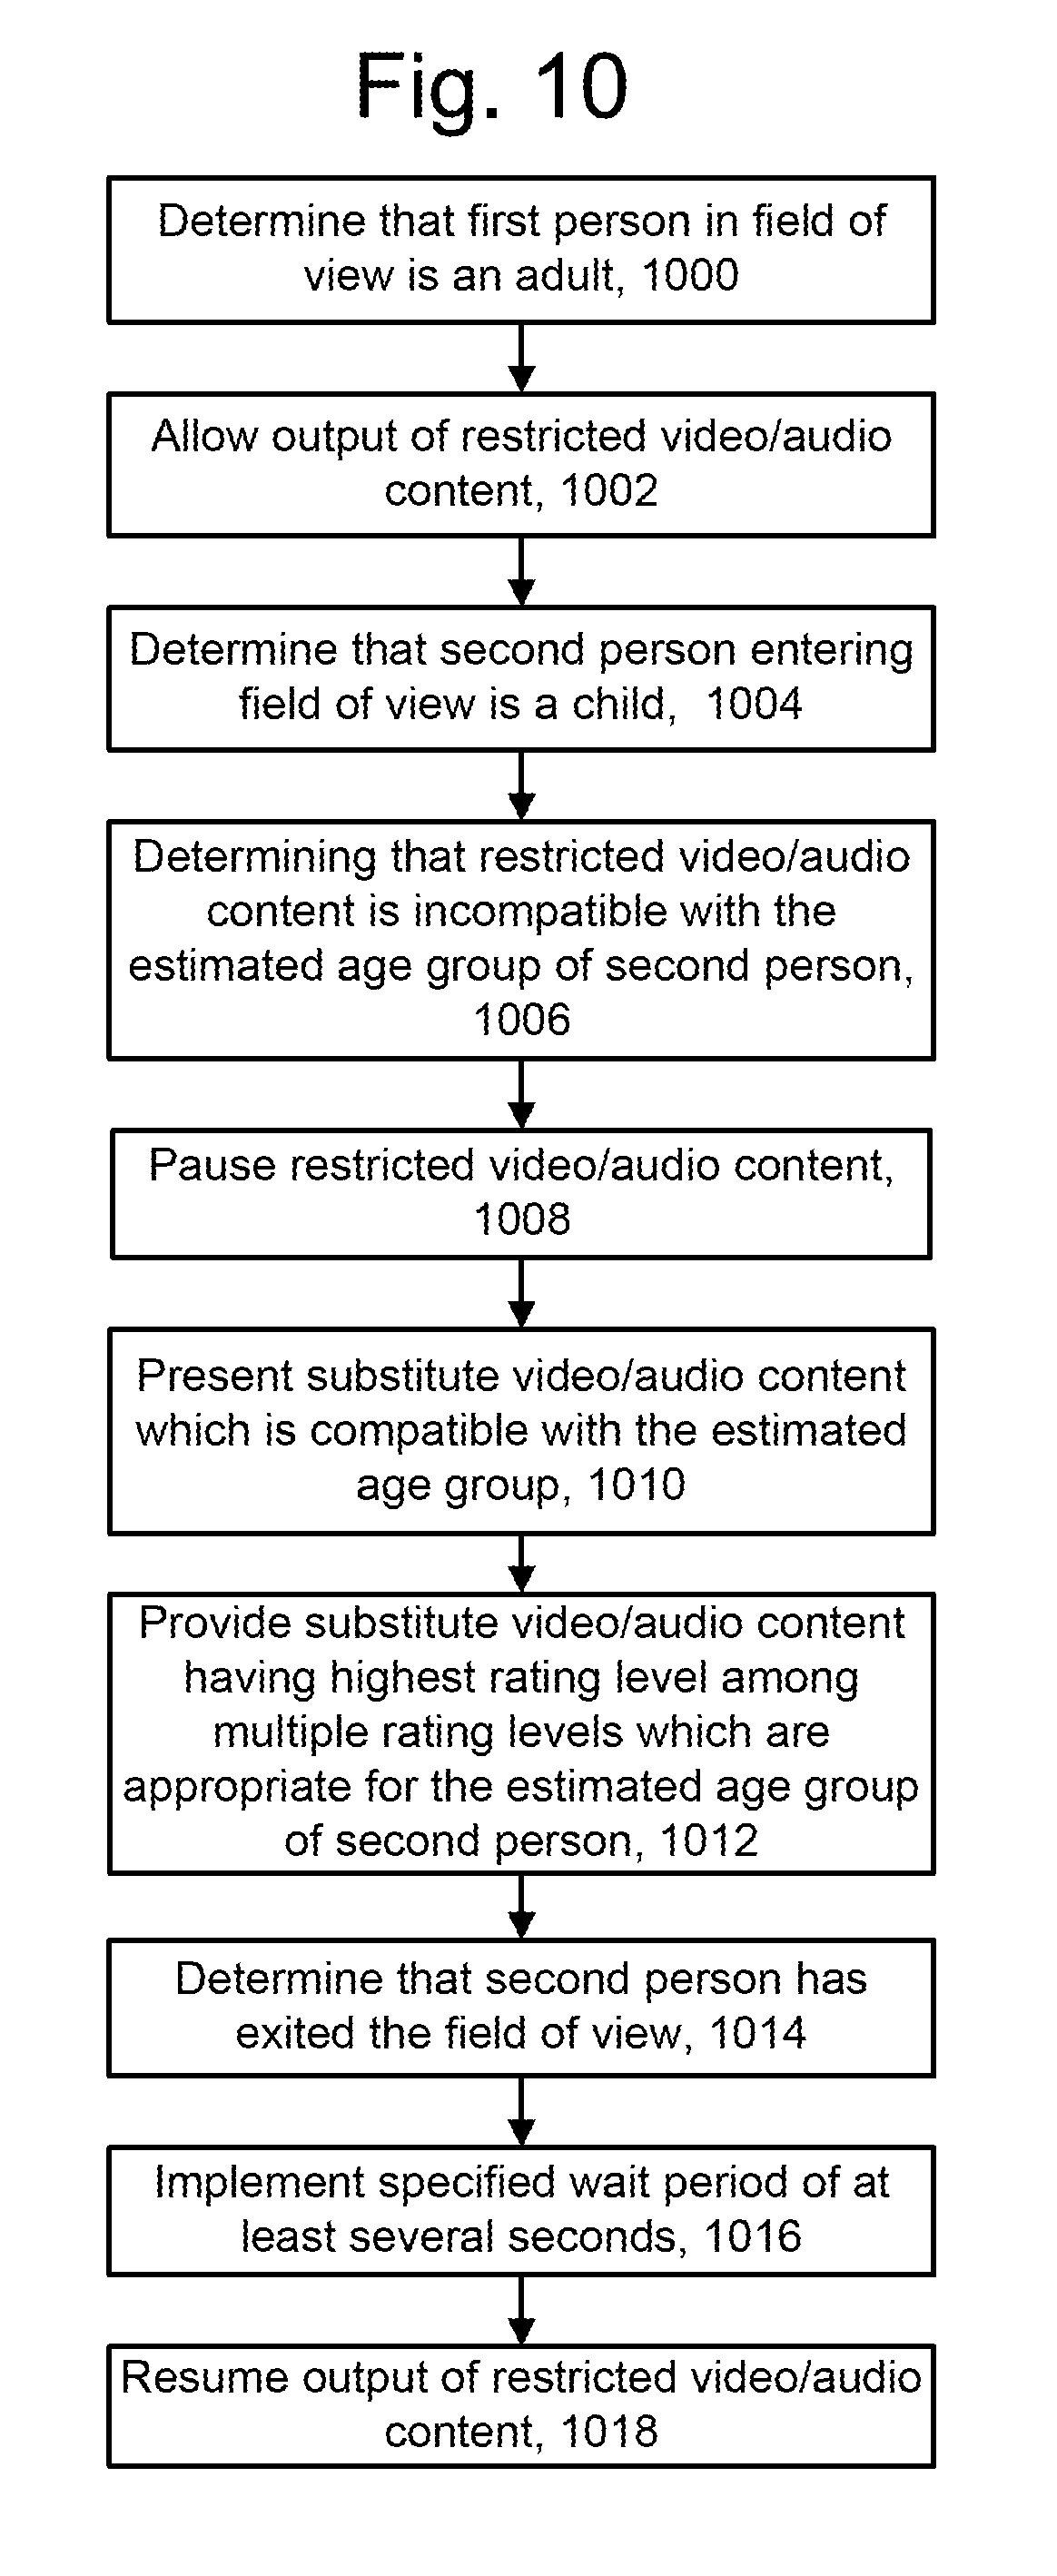 Fig. 10
Determine that first person in field of
view is an adult, 1000
Allow output of restricted video/audio
content, 1002
Determine that second person entering
field of view is a child, 1004
Determining that restricted video/audio
content is incompatible with the
estimated age group of second person,
1006
Pause restricted video/audio content,
1008
Present substitute video/audio content
which is compatible with the estimated
age group, 1010
Provide substitute video/audio content
having highest rating level among
multiple rating levels which are
appropriate for the estimated age group
of second person, 1012
Determine that second person has
exited the field of view, 1014
Implement specified wait period of at
least several seconds, 1016
Resume output of restricted video/audio
content, 1018